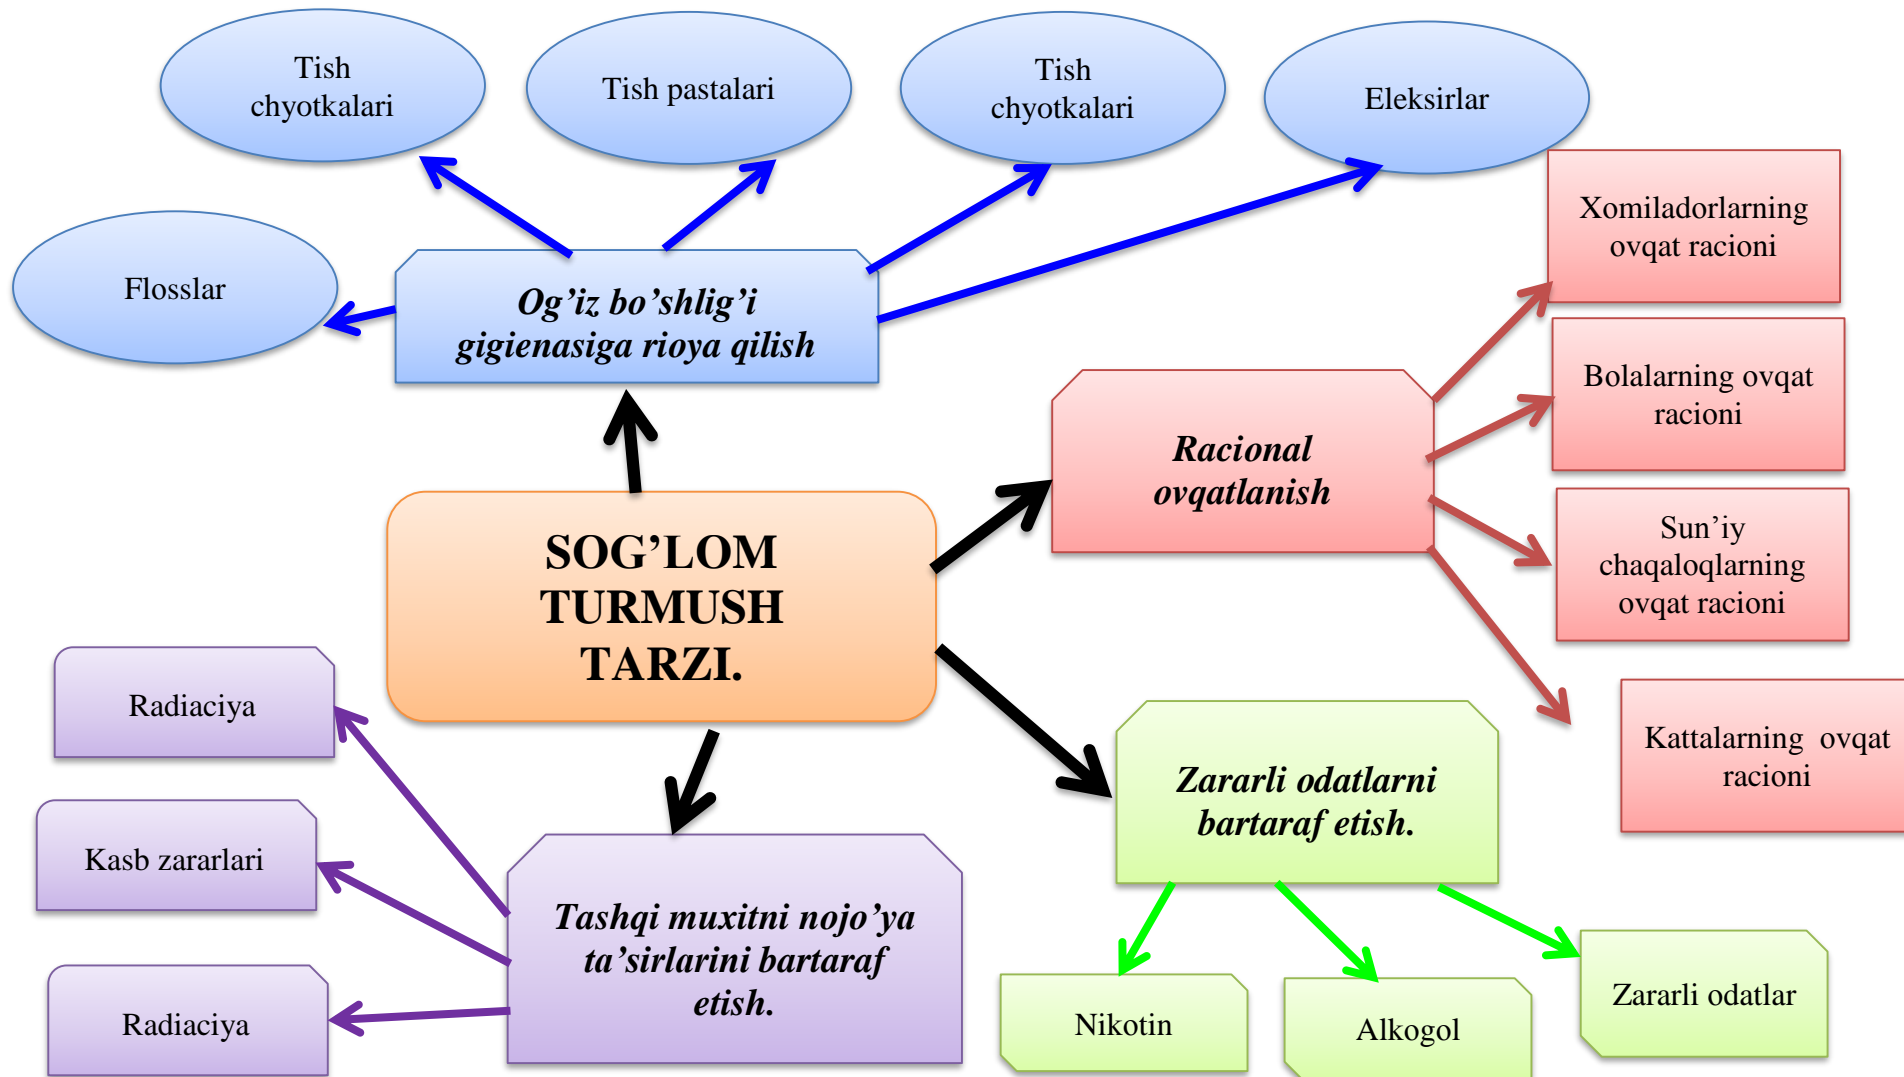 Tish
chyotkalari
Tish pastalari
Tish
chyotkalari
Eleksirlar
Flosslar
Og’iz bo’shlig’i
gigienasiga rioya qilish
Xomiladorlarning
ovqat racioni
Bolalarning ovqat
racioni
Racional
ovqatlanish
Sun’iy
chaqaloqlarning
ovqat racioni
SOG’LOM
TURMUSH
TARZI.
Kattalarning ovqat
racioni
Radiaciya
Kasb zararlari
Radiaciya
Tashqi muxitni nojo’ya
ta’sirlarini bartaraf
etish.
Zararli odatlarni
bartaraf etish.
Nikotin
Alkogol
Zararli odatlar